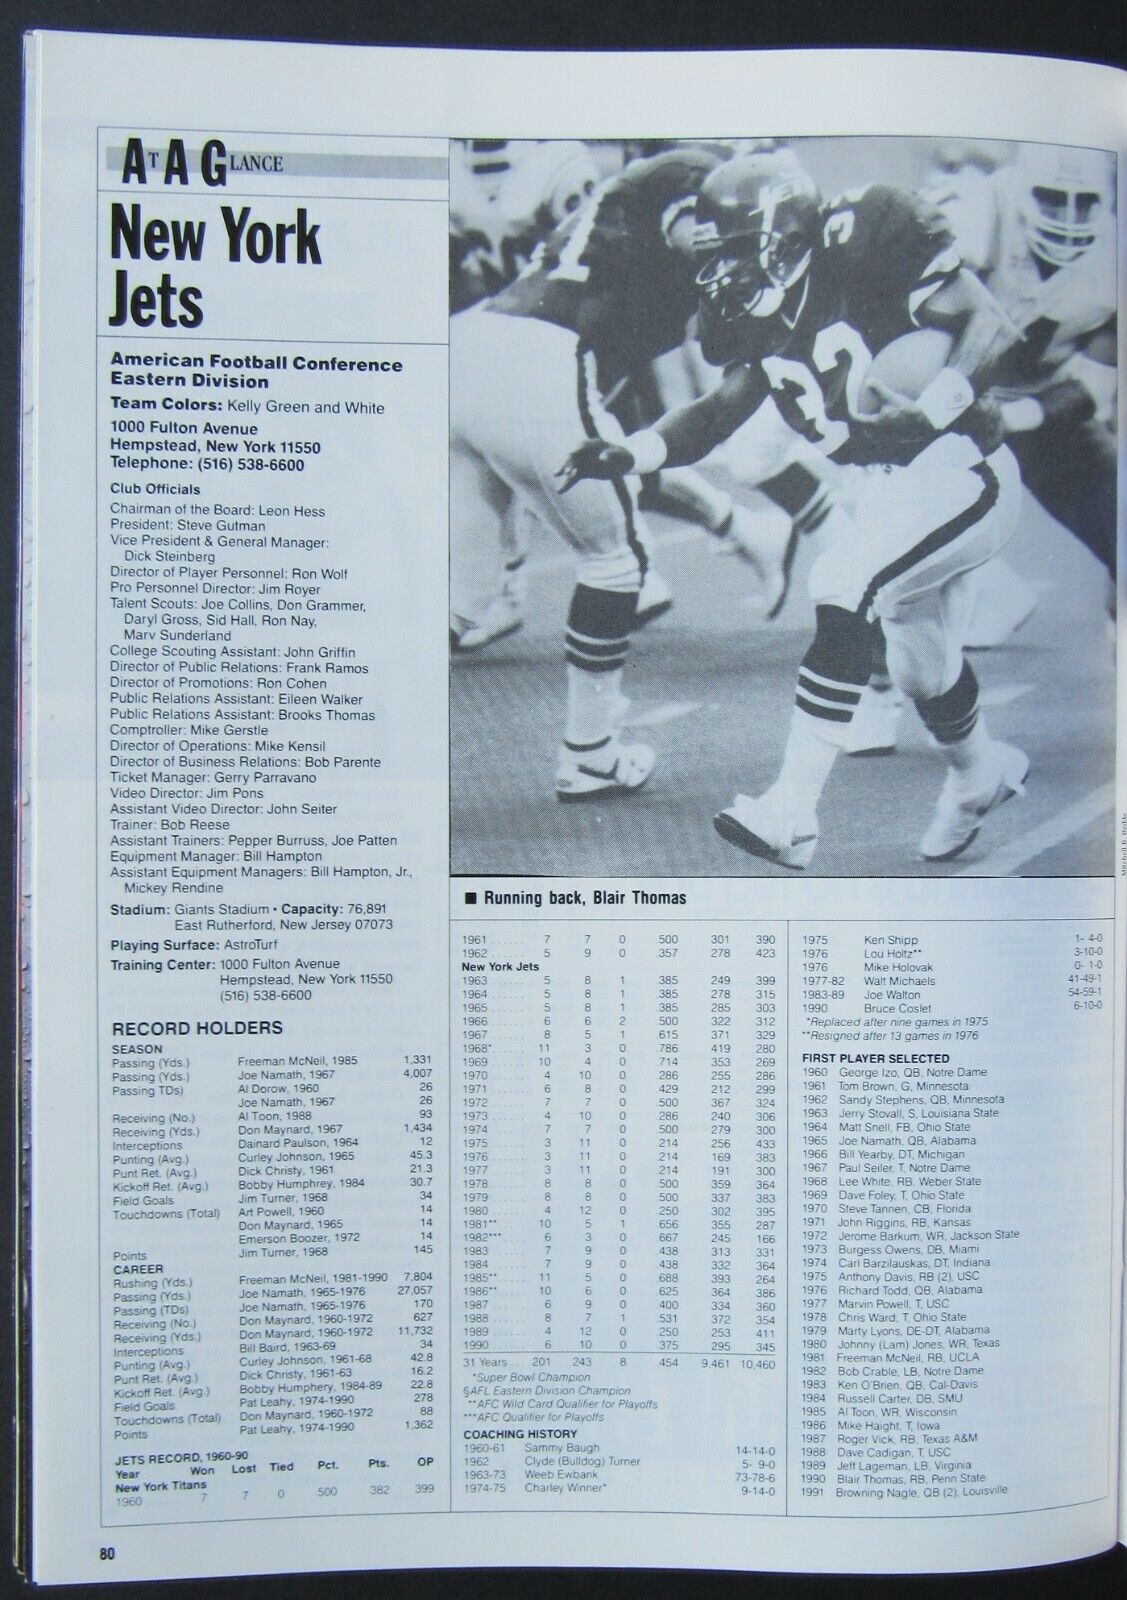 AT A GLANCE
New York
Jets
American Football Conference
Eastern Division
Team Colors: Kelly Green and White
1000 Fulton Avenue
Hempstead, New York 11550
Telephone: (516) 538-6600
Club Officials
Chairman of the Board: Leon Hess
President: Steve Gutman
Vice President & General Manager:
Dick Steinberg
Director of Player Personnel: Ron Wolf
Pro Personnel Director: Jim Royer
Talent Scouts: Joe Collins, Don Grammer,
Daryl Gross, Sid Hall, Ron Nay,
Marv Sunderland
College Scouting Assistant: John Griffin
Director of Public Relations: Frank Ramos
Director of Promotions: Ron Cohen
Public Relations Assistant: Eileen Walker
Public Relations Assistant: Brooks Thomas
Comptroller: Mike Gerstle
Director of Operations: Mike Kensil
Director of Business Relations: Bob Parente
Ticket Manager: Gerry Parravano
Video Director: Jim Pons
Assistant Video Director: John Seiter
Trainer: Bob Reese
Assistant Trainers: Pepper Burruss, Joe Patten
Equipment Manager: Bill Hampton
Assistant Equipment Managers: Bill Hampton, Jr.,
Mickey Rendine
Stadium: Giants Stadium • Capacity: 76,891
East Rutherford, New Jersey 07073
Playing Surface: AstroTurf
Training Center: 1000 Fulton Avenue
Hempstead, New York 11550
(516) 538-6600
RECORD HOLDERS
SEASON
Passing (Yds.) Freeman McNeil, 1985 1,331
Passing (Yds.) Joe Namath, 1967 4,007
Passing TDs) Al Dorow, 1960 26
Joe Namath, 1967 26
Receiving (No.) Al Toon, 1988 93
Receiving (Yds.) Don Maynard, 1967 1,434
Interceptions Dainard Paulson, 1964 12
Punting (Avg.) Curley Johnson, 1965 45.3
Punt Ret. (Avg.) Dick Christy, 1961 21.3
Kickoff Ret. (Avg.) Bobby Humphrey, 1984 30.7
Field Goals Jim Turner, 1968 34
Touchdowns (Total) Art Powell, 1960 14
Don Maynard, 1965 14
Emerson Boozer, 1972 14
Points Jim Turner, 1968 145
CAREER
Rushing (Yds.) Freeman McNeil, 1981-1990 7,804
Passing (Yds.) Joe Namath, 1965-1976 27,057
Passing (TDs) Joe Namath, 1965-1976 170
Receiving (No.) Don Maynard, 1960-1972 627
Receiving (Yds.) Don Maynard, 1960-1972 11,732
Interceptions Bill Baird, 1963-69 34
Punting (Avg.) Curley Johnson, 1961-68 42.8
Punt Ret. (Avg.) Dick Christy, 1961-63 16.2
Kickoff Ret. (Avg.) Bobby Humphery, 1984-89 22.8
Field Goals Pat Leahy, 1974-1990 278
Touchdowns (Total) Don Maynard, 1960-1972 88
Points Pat Leahy, 1974-1990 1,362
JETS RECORD, 1960-90
Year Won Lost Tied Pct. Pts. OP
New York Titans
1960 ........ 7 7 0 500 382 399
JETS
32
Mitchell B. Reibel
■ Running back, Blair Thomas
1961 ...... 7 7 0 500 301 390
1962 ...... 5 9 0 357 278 423
New York Jets
1963 ...... 5 8 1 .385 249 399
1964 ...... 5 8 1 .385 278 315
1965 ...... 5 8 1 .385 285 303
1966 ...... 6 6 2 .500 322 312
1967 ...... 8 5 1 .615 371 329
1968*. .... 11 3 0 .786 419 280
1969 ...... 10 4 0 .714 353 269
1970 ...... 4 10 0 .286 255 286
1971 ...... 6 8 0 .429 212 299
1972 ...... 7 7 0 .500 367 324
1973 ...... 4 10 0 .286 240 306
1974 ...... 7 7 0 .500 279 300
1975 ...... 3 11 0 .214 256 433
1976 ...... 3 11 0 .214 169 383
1977 ...... 3 11 0 .214 191 300
1978 ...... 8 8 0 .500 359 364
1979 ...... 8 8 0 .500 337 383
1980 ...... 4 12 0 .250 302 395
1981** .... 10 5 1 .656 355 287
1982*** ... 6 3 0 .667 245 166
1983 ...... 7 9 0 .438 313 331
1984 ...... 7 9 0 .438 332 364
1985** .... 11 5 0 .688 393 264
1986** .... 10 6 0 .625 364 386
1987 ...... 6 9 0 .400 334 360
1988 ...... 8 7 1 .531 372 354
1989 ...... 4 12 0 .250 253 411
1990 ...... 6 10 0 .375 295 345
31 Years ... 201 243 8 454 9,461 10,460
*Super Bowl Champion
§AFL Eastern Division Champion
**AFC Wild Card Qualifier for Playoffs
***AFC Qualifier for Playoffs
COACHING HISTORY
1960-61 Sammy Baugh 14-14-0
1962 Clyde (Bulldog) Turner 5- 9-0
1963-73 Weeb Ewbank 73-78-6
1974-75 Charley Winner* 9-14-0
1975 Ken Shipp 1- 4-0
1976 Lou Holtz** 3-10-0
1976 Mike Holovak 0- 1-0
1977-82 Walt Michaels 41-49-1
1983-89 Joe Walton 54-59-1
1990 Bruce Coslet 6-10-0
*Replaced after nine games in 1975
**Resigned after 13 games in 1976
FIRST PLAYER SELECTED
1960 George Izo, QB, Notre Dame
1961 Tom Brown, G, Minnesota
1962 Sandy Stephens, QB, Minnesota
1963 Jerry Stovall, S, Louisiana State
1964 Matt Snell, FB, Ohio State
1965 Joe Namath, QB, Alabama
1966 Bill Yearby, DT, Michigan
1967 Paul Seiler, T, Notre Dame
1968 Lee White, RB, Weber State
1969 Dave Foley, T, Ohio State
1970 Steve Tannen, CB, Florida
1971 John Riggins, RB, Kansas
1972 Jerome Barkum, WR, Jackson State
1973 Burgess Owens, DB, Miami
1974 Carl Barzilauskas, DT, Indiana
1975 Anthony Davis, RB (2), USC
1976 Richard Todd, QB, Alabama
1977 Marvin Powell, T, USC
1978 Chris Ward, T, Ohio State
1979 Marty Lyons, DE-DT, Alabama
1980 Johnny (Lam) Jones, WR, Texas
1981 Freeman McNeil, RB, UCLA
1982 Bob Crable, LB, Notre Dame
1983 Ken O'Brien, QB, Cal-Davis
1984 Russell Carter, DB, SMU
1985 Al Toon, WR, Wisconsin
1986 Mike Haight, T, Iowa
1987 Roger Vick, RB, Texas A&M
1988 Dave Cadigan, T, USC
1989 Jeff Lageman, LB, Virginia
1990 Blair Thomas, RB, Penn State
1991 Browning Nagle, QB (2), Louisville
80